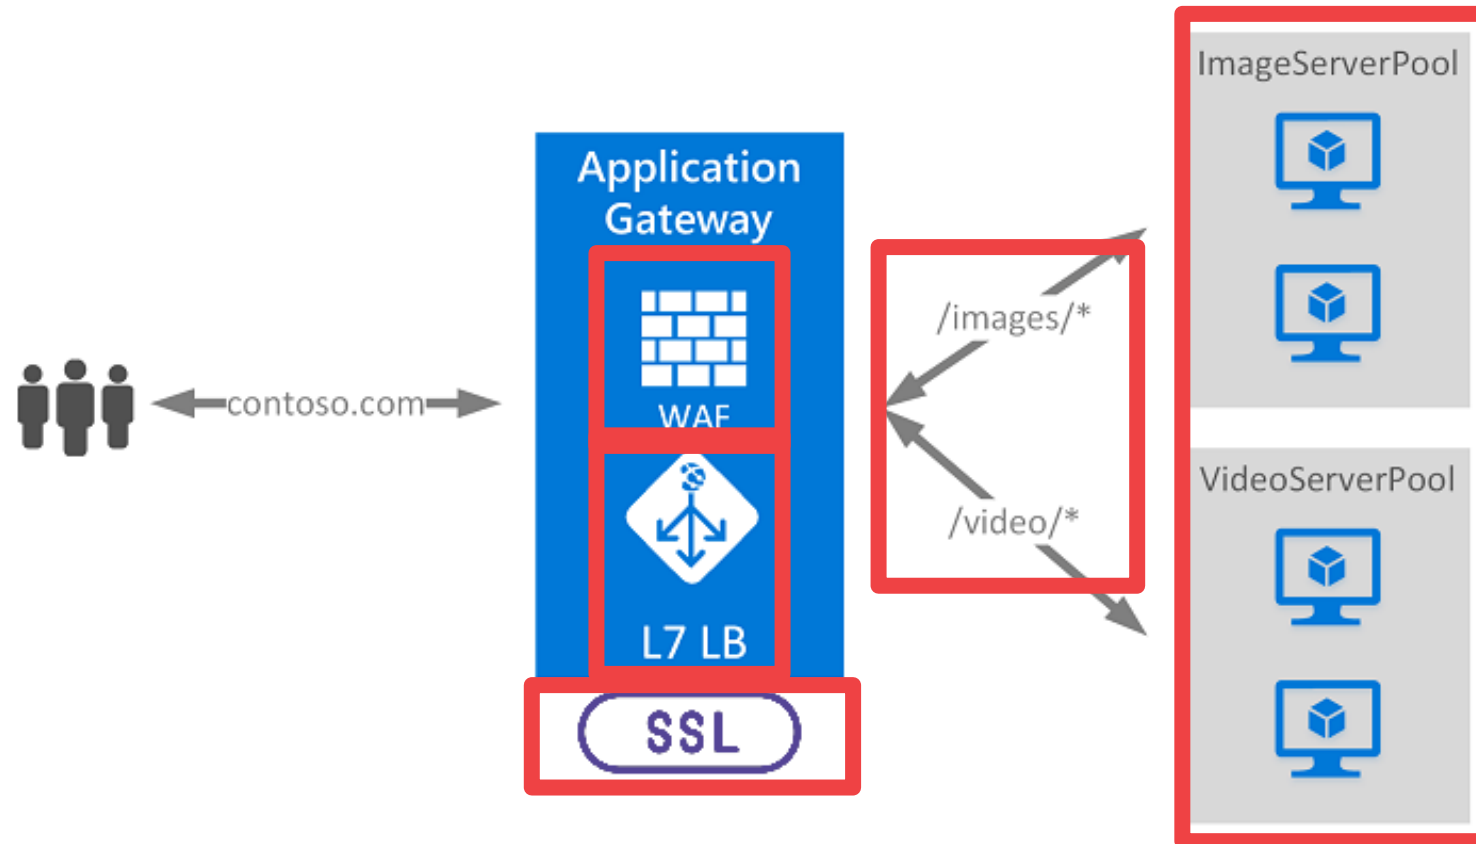 ImageServerPool
Application
Gateway
/images/*
contoso.com
WAF
VideoServerPool
/video/*
L7 LB
SSL